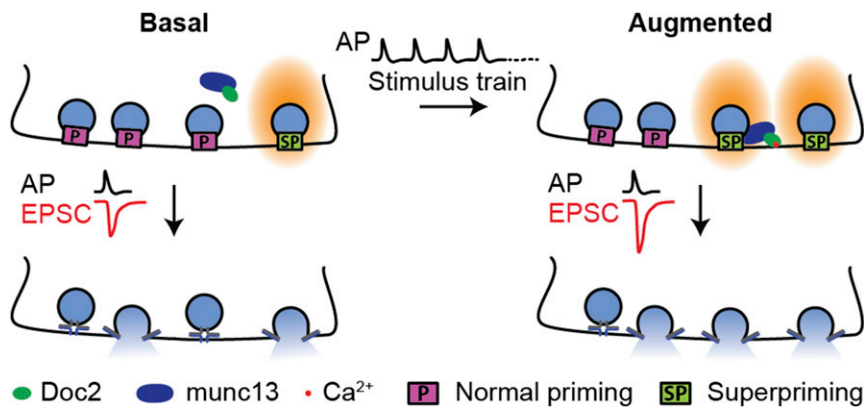 Basal
AP
Stimulus train
Augmented
P P P SP
P P SP SP
AP
EPSC
AP
EPSC
Doc2 munc13 Ca²⁺ P Normal priming SP Superpriming